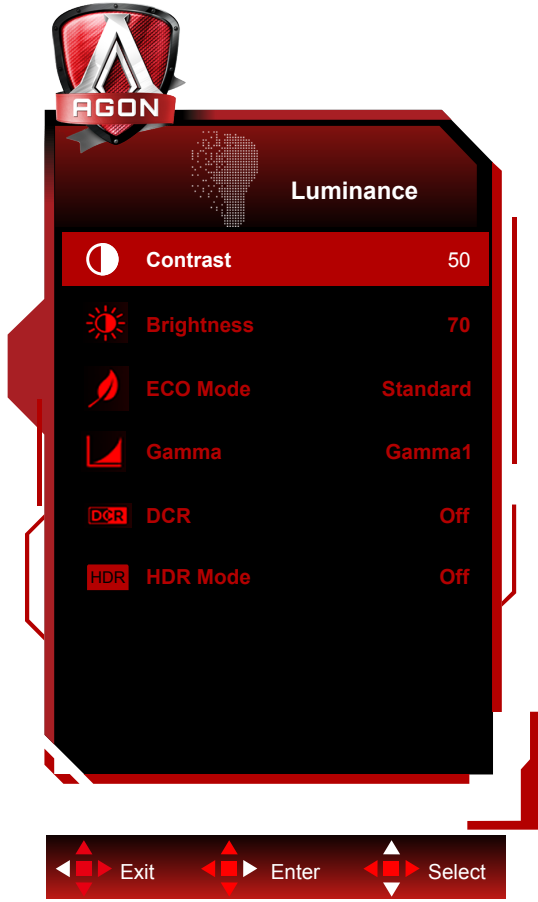 AGON
Luminance
Contrast 50
Brightness 70
ECO Mode Standard
Gamma Gamma1
DCR DCR Off
HDR HDR Mode Off
Exit Enter Select